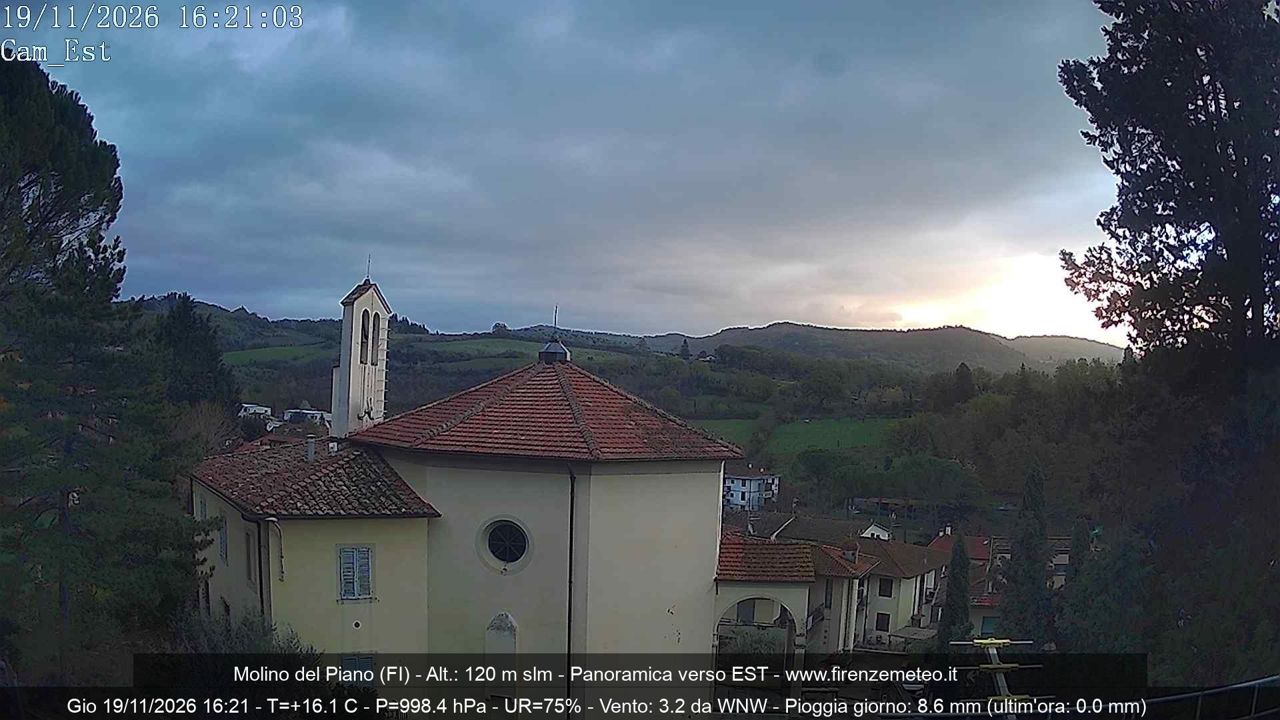 19/11/2026 16:21:03
Cam_Est
Molino del Piano (FI) - Alt.: 120 m slm - Panoramica verso EST - www.firenzemeteo.it
Gio 19/11/2026 16:21 - T=+16.1 C - P=998.4 hPa - UR=75% - Vento: 3.2 da WNW - Pioggia giorno: 8.6 mm (ultim'ora: 0.0 mm)